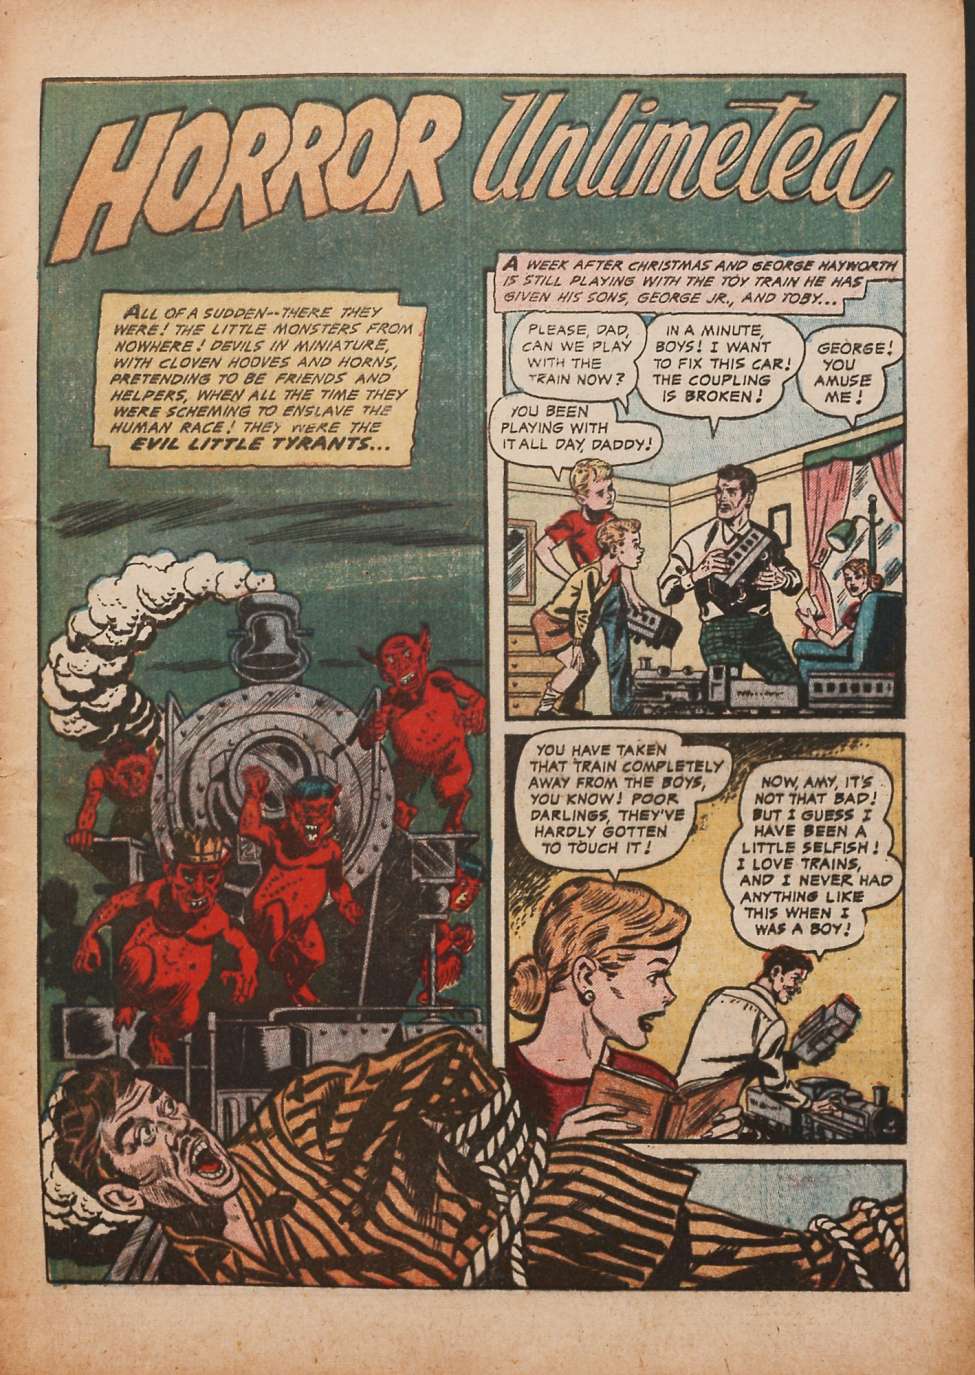 HORROR Unlimeted
ALL OF A SUDDEN--THERE THEY
WERE! THE LITTLE MONSTERS FROM
NOWHERE! DEVILS IN MINIATURE,
WITH CLOVEN HOOVES AND HORNS,
PRETENDING TO BE FRIENDS AND
HELPERS, WHEN ALL THE TIME THEY
WERE SCHEMING TO ENSLAVE THE
HUMAN RACE! THEY WERE THE
EVIL LITTLE TYRANTS...
A WEEK AFTER CHRISTMAS AND GEORGE HAYWORTH
IS STILL PLAYING WITH THE TOY TRAIN HE HAS
GIVEN HIS SONS, GEORGE JR., AND TOBY...
PLEASE, DAD,
CAN WE PLAY
WITH THE
TRAIN NOW?
YOU BEEN
PLAYING WITH
IT ALL DAY, DADDY!
IN A MINUTE,
BOYS! I WANT
TO FIX THIS CAR!
THE COUPLING
IS BROKEN!
GEORGE!
YOU
AMUSE
ME!
YOU HAVE TAKEN
THAT TRAIN COMPLETELY
AWAY FROM THE BOYS,
YOU KNOW! POOR
DARLINGS, THEY'VE
HARDLY GOTTEN
TO TOUCH IT!
NOW, AMY, IT'S
NOT THAT BAD!
BUT I GUESS I
HAVE BEEN A
LITTLE SELFISH!
I LOVE TRAINS,
AND I NEVER HAD
ANYTHING LIKE
THIS WHEN I
WAS A BOY!